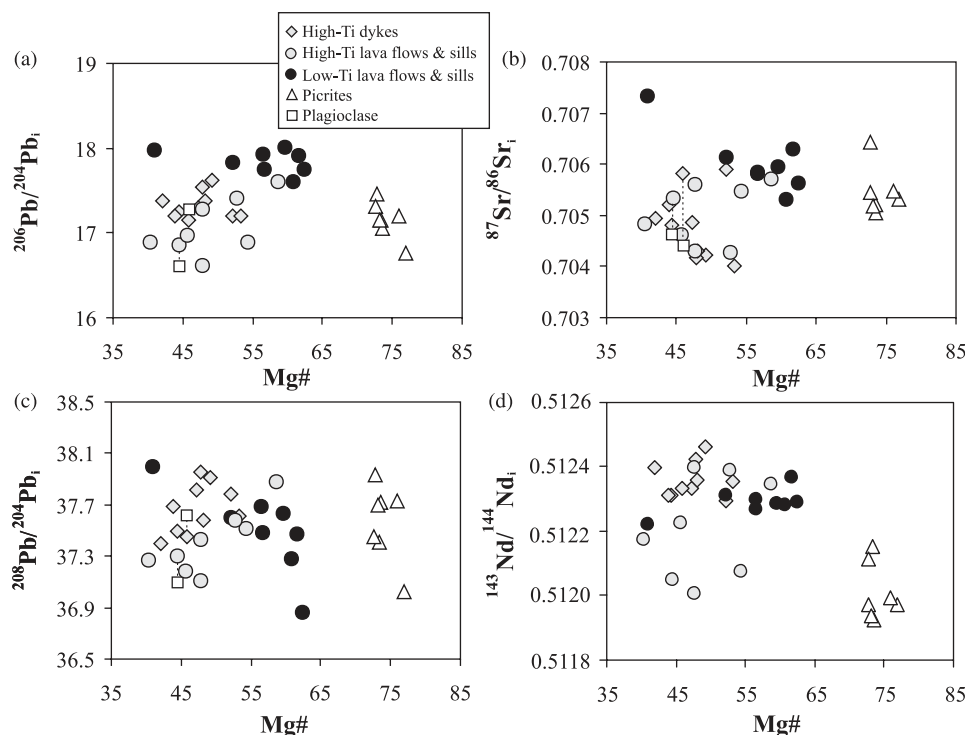 High-Ti dykes
High-Ti lava flows & sills
Low-Ti lava flows & sills
Picrites
Plagioclase
(a)
19
18
17
16
206Pb/204Pbi
35 45 55 65 75 85
Mg#
(b)
0.708
0.707
0.706
0.705
0.704
0.703
87Sr/86Sri
35 45 55 65 75 85
Mg#
(c)
38.5
38.1
37.7
37.3
36.9
36.5
208Pb/204Pbi
35 45 55 65 75 85
Mg#
(d)
0.5126
0.5124
0.5122
0.5120
0.5118
143Nd/144Ndi
35 45 55 65 75 85
Mg#